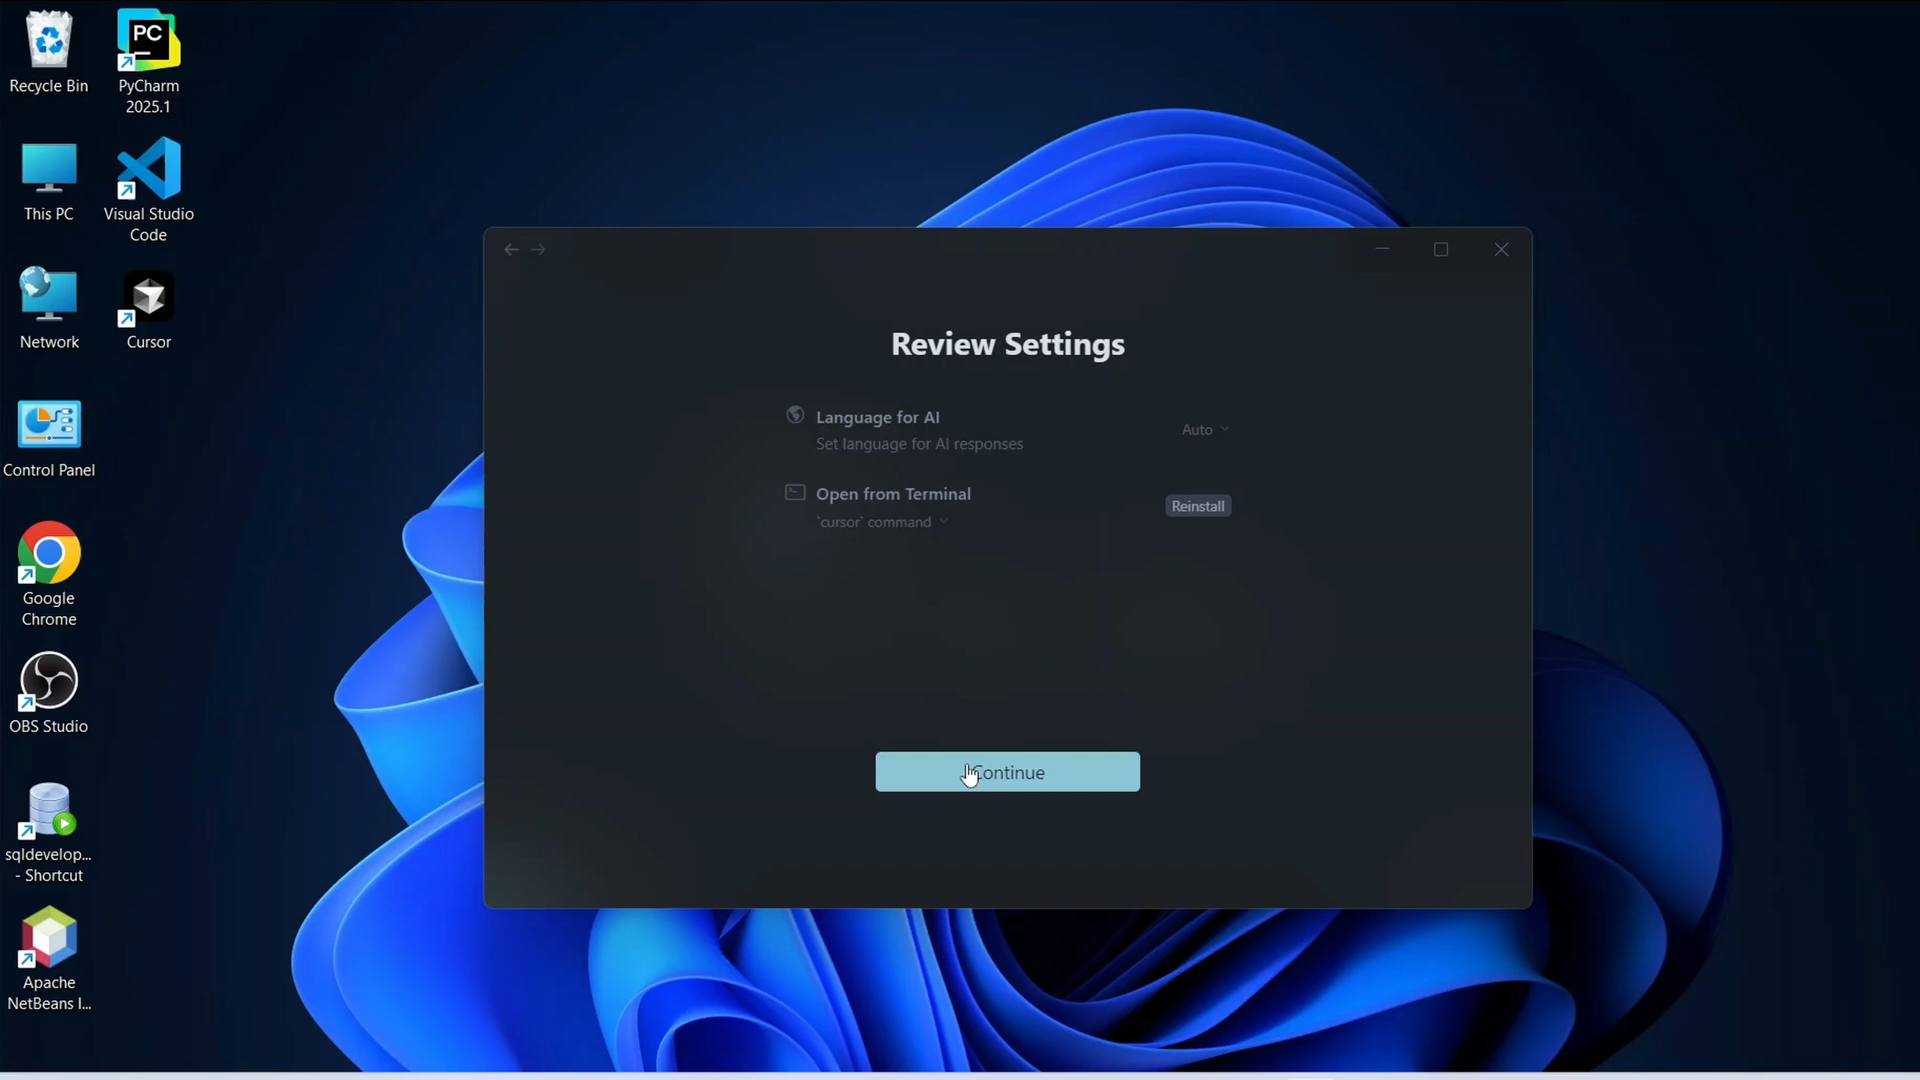 Recycle Bin
PC
PyCharm
2025.1
This PC
Visual Studio
Code
Network
Cursor
Control Panel
Google
Chrome
OBS Studio
sqldevelop...
- Shortcut
Apache
NetBeans I...
Review Settings
Language for AI
Set language for AI responses
Auto
Open from Terminal
`cursor` command
Reinstall
Continue